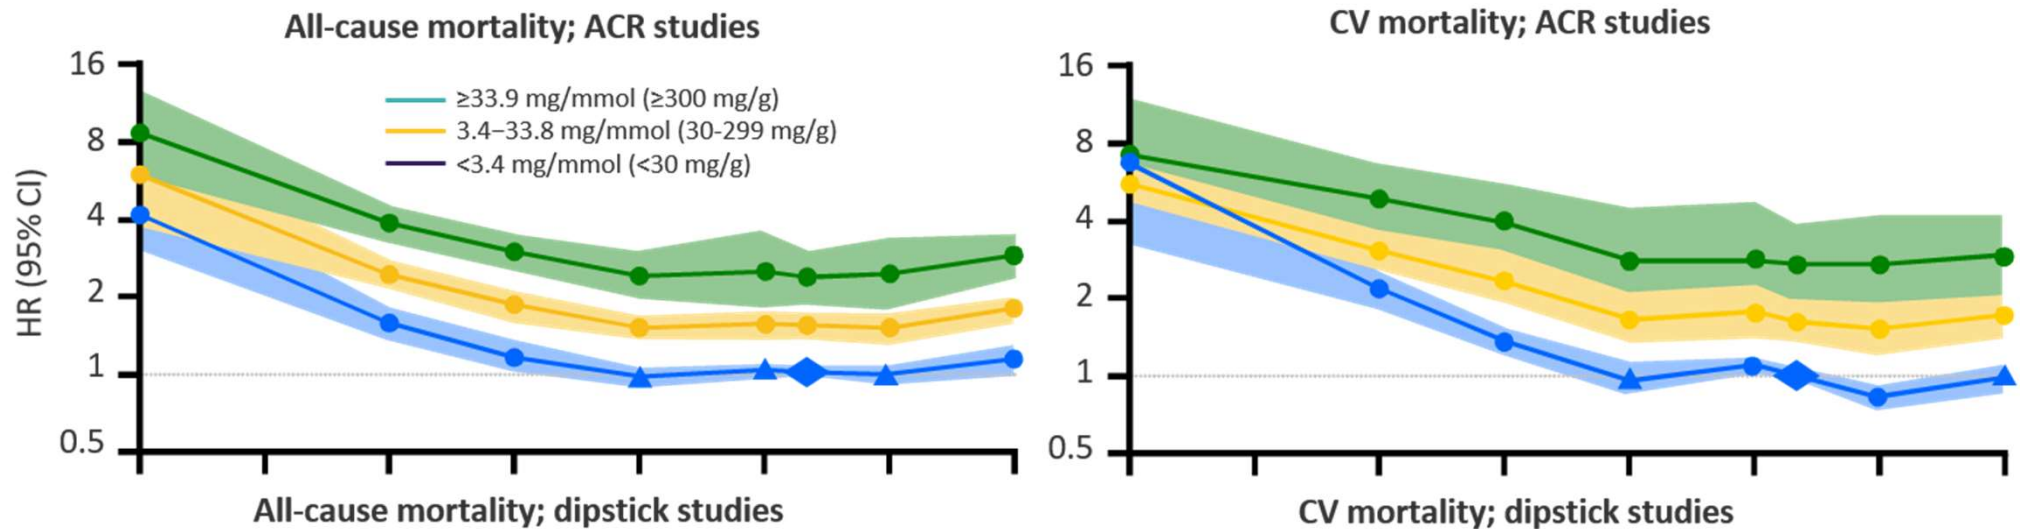 All-cause mortality; ACR studies
16
8
4
2
1
0.5
HR (95% CI)
≥33.9 mg/mmol (≥300 mg/g)
3.4–33.8 mg/mmol (30-299 mg/g)
<3.4 mg/mmol (<30 mg/g)
CV mortality; ACR studies
16
8
4
2
1
0.5
All-cause mortality; dipstick studies
CV mortality; dipstick studies